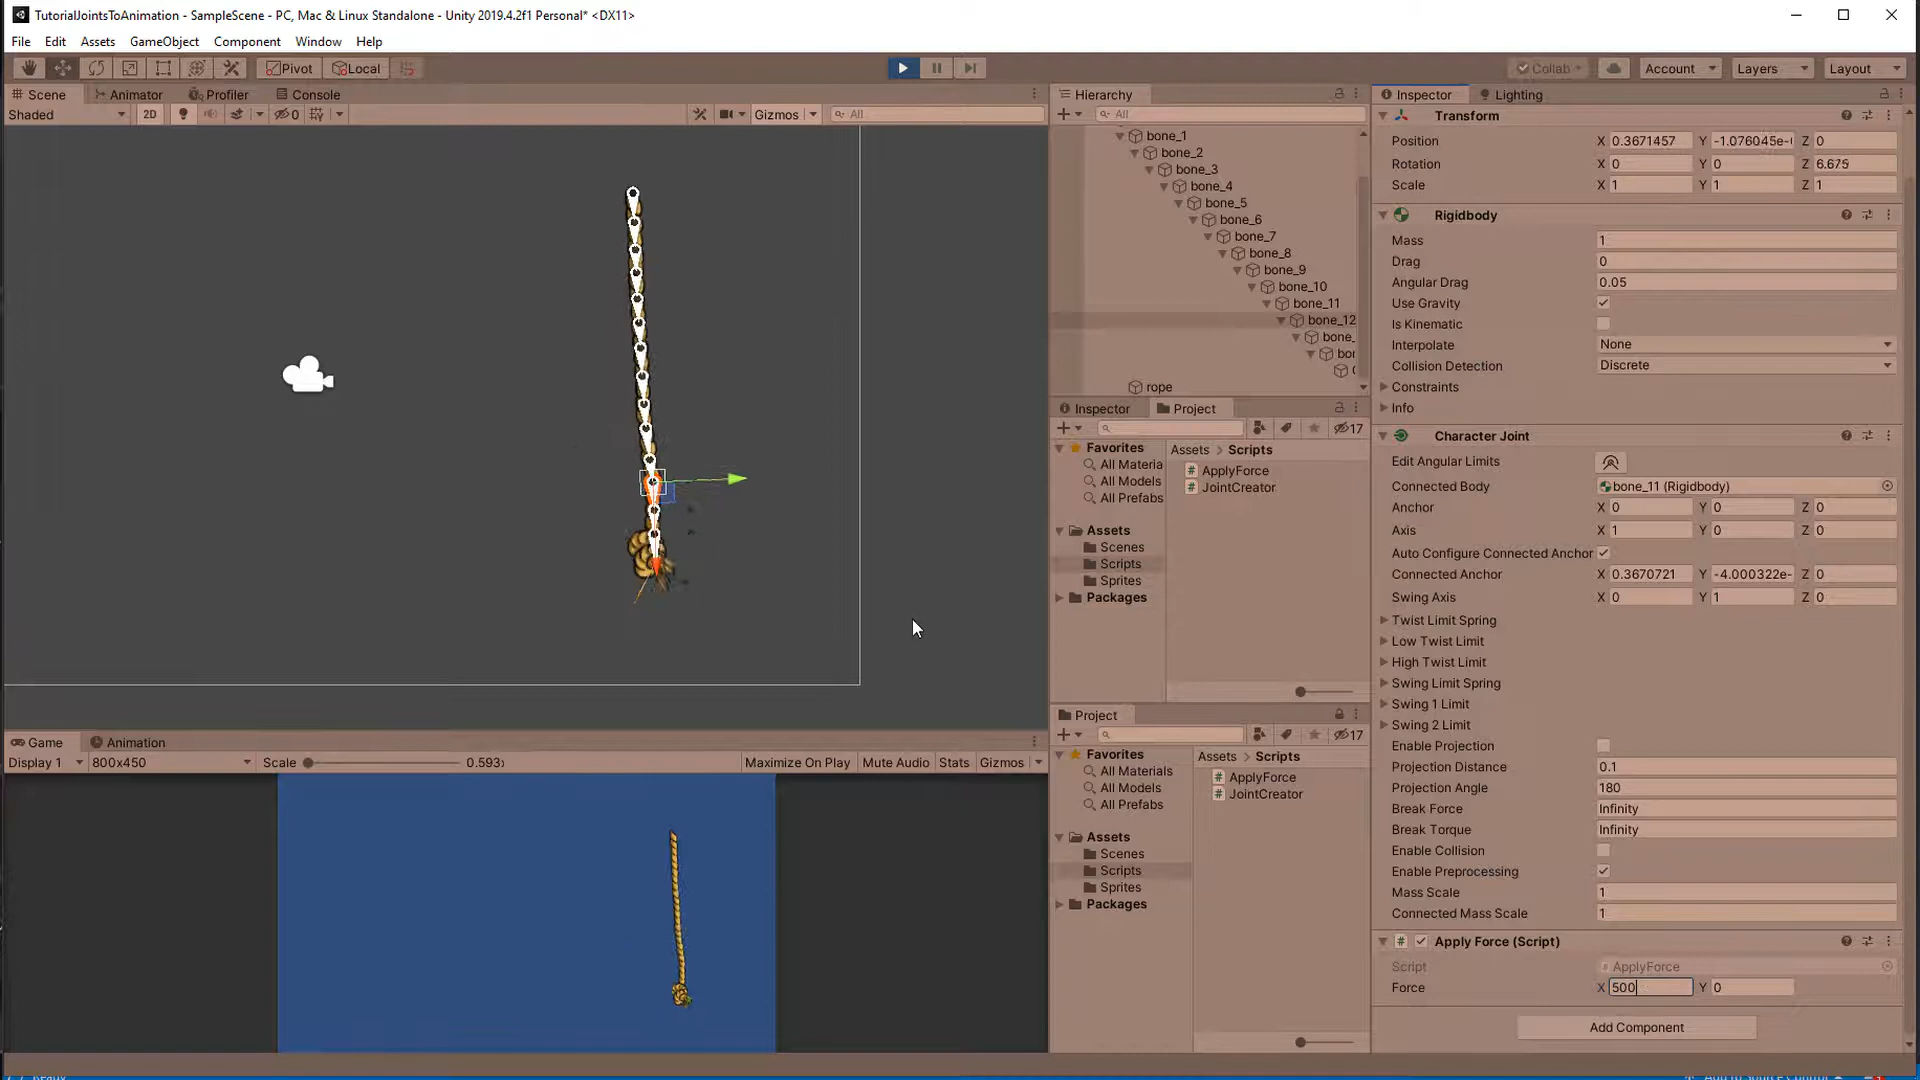 TutorialJointsToAnimation - SampleScene - PC, Mac & Linux Standalone - Unity 2019.4.2f1 Personal* <DX11>
File Edit Assets GameObject Component Window Help
Pivot Local Collab Account Layers Layout
Scene Animator Profiler Console
Shaded 2D 0 Gizmos All
Hierarchy
All
bone_1
bone_2
bone_3
bone_4
bone_5
bone_6
bone_7
bone_8
bone_9
bone_10
bone_11
bone_12
bone_
bor
rope
Inspector Project
17
Favorites
All Materia
All Models
All Prefabs
Assets
Scenes
Scripts
Sprites
Packages
Assets > Scripts
ApplyForce
JointCreator
Project
17
Favorites
All Materials
All Models
All Prefabs
Assets
Scenes
Scripts
Sprites
Packages
Assets > Scripts
ApplyForce
JointCreator
Game Animation
Display 1 800x450 Scale 0.593 Maximize On Play Mute Audio Stats Gizmos
Inspector Lighting
Transform
Position X 0.3671457 Y -1.076045e- Z 0
Rotation X 0 Y 0 Z 6.675
Scale X 1 Y 1 Z 1
Rigidbody
Mass 1
Drag 0
Angular Drag 0.05
Use Gravity
Is Kinematic
Interpolate None
Collision Detection Discrete
Constraints
Info
Character Joint
Edit Angular Limits
Connected Body bone_11 (Rigidbody)
Anchor X 0 Y 0 Z 0
Axis X 1 Y 0 Z 0
Auto Configure Connected Anchor
Connected Anchor X 0.3670721 Y -4.000322e- Z 0
Swing Axis X 0 Y 1 Z 0
Twist Limit Spring
Low Twist Limit
High Twist Limit
Swing Limit Spring
Swing 1 Limit
Swing 2 Limit
Enable Projection
Projection Distance 0.1
Projection Angle 180
Break Force Infinity
Break Torque Infinity
Enable Collision
Enable Preprocessing
Mass Scale 1
Connected Mass Scale 1
Apply Force (Script)
Script ApplyForce
Force X 500 Y 0
Add Component